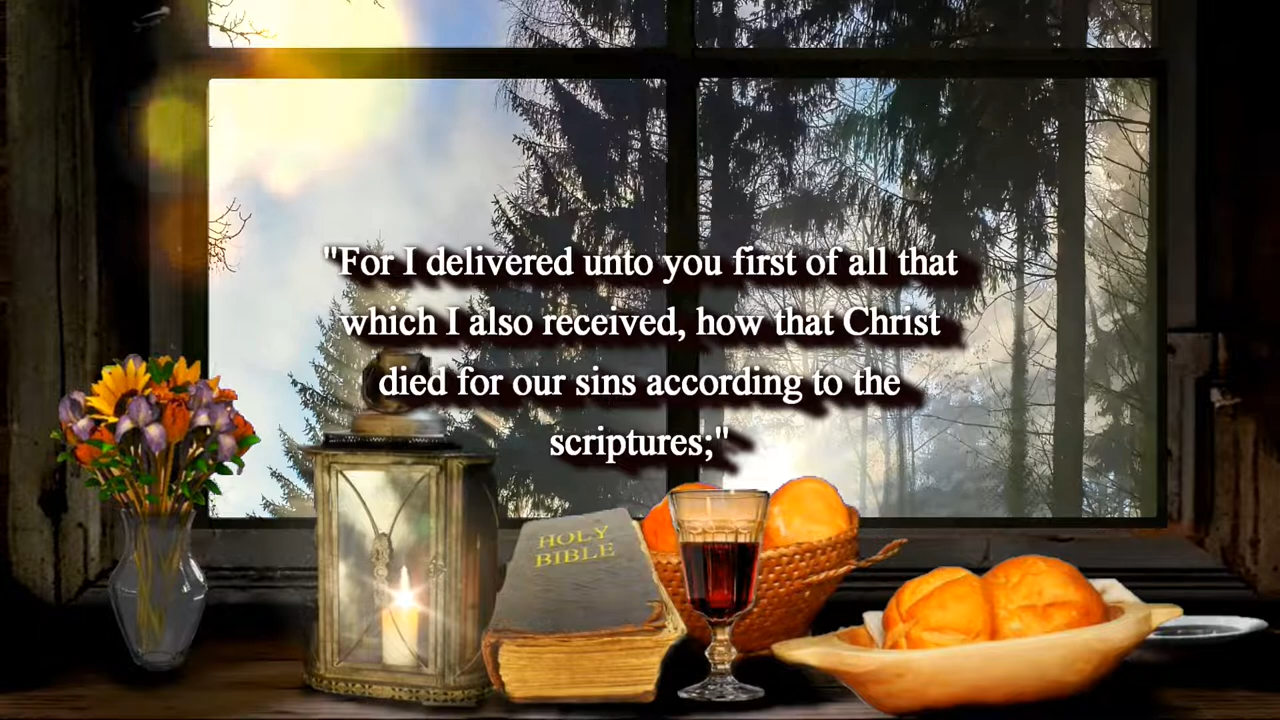 "For I delivered unto you first of all that
which I also received, how that Christ
died for our sins according to the
scriptures;"
HOLY
BIBLE